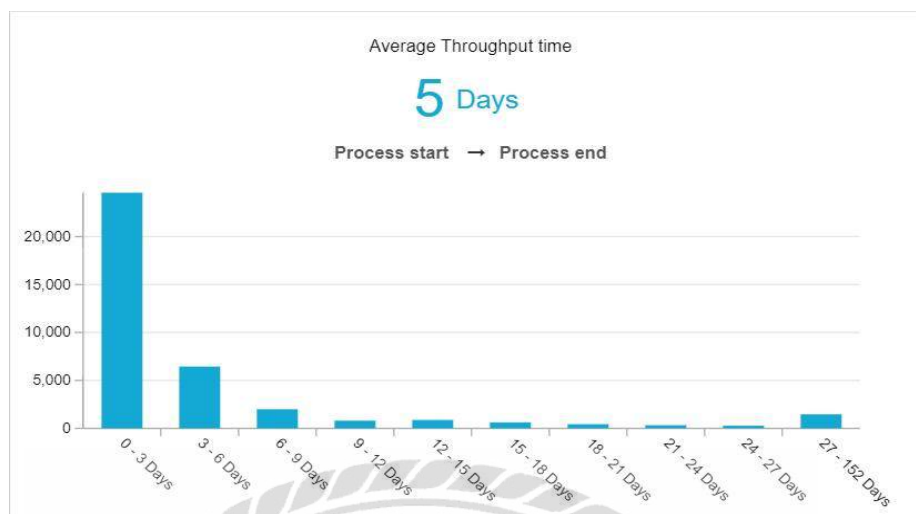 Average Throughput time
5 Days
Process start → Process end
20,000
15,000
10,000
5,000
0
0 - 3 Days
3 - 6 Days
6 - 9 Days
9 - 12 Days
12 - 15 Days
15 - 18 Days
18 - 21 Days
21 - 24 Days
24 - 27 Days
27 - 152 Days